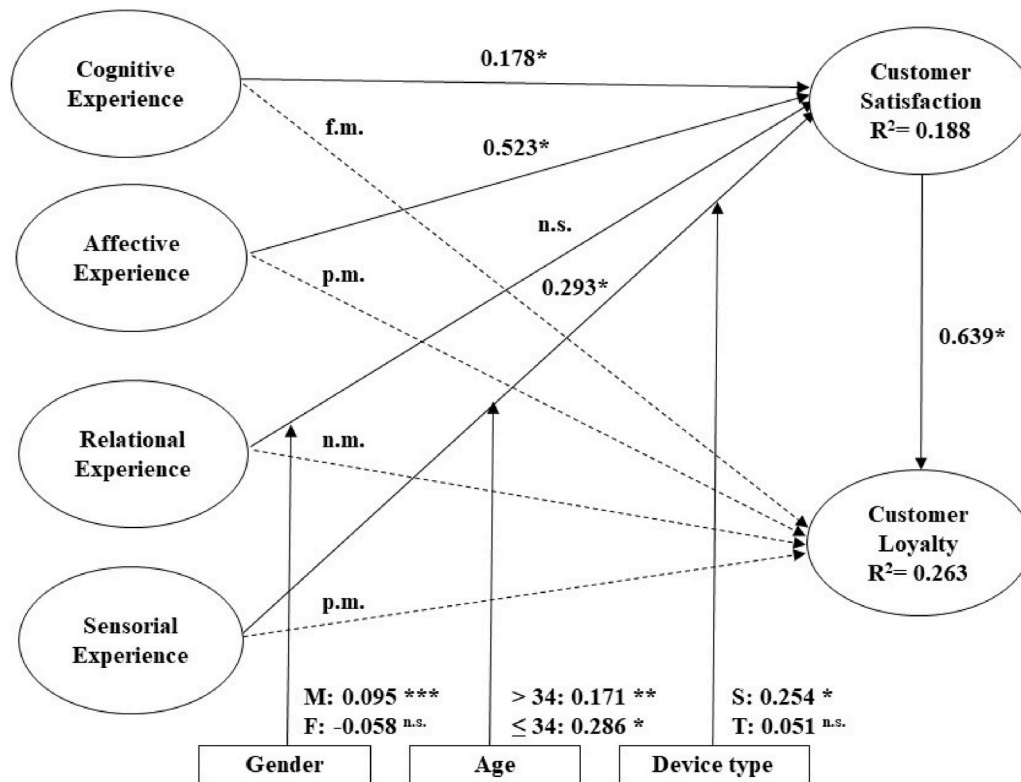 Cognitive
Experience
0.178*
Customer
Satisfaction
R²= 0.188
f.m.
0.523*
Affective
Experience
n.s.
p.m.
0.293*
0.639*
Relational
Experience
n.m.
Customer
Loyalty
R²= 0.263
p.m.
Sensorial
Experience
M: 0.095 ***
F: -0.058 n.s.
> 34: 0.171 **
≤ 34: 0.286 *
S: 0.254 *
T: 0.051 n.s.
Gender
Age
Device type